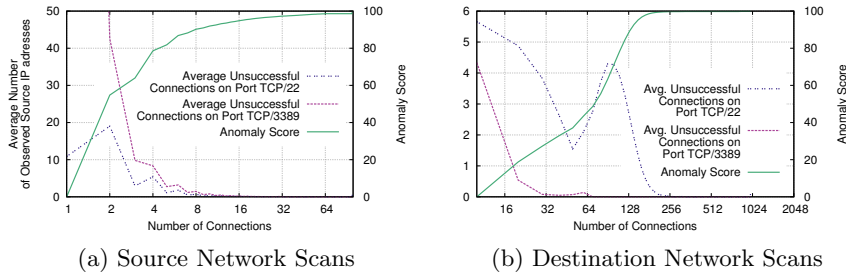 50
40
30
20
10
0
100
80
60
40
20
0
1
2
4
8
16
32
64
Average Number
of Observed Source IP adresses
Anomaly Score
Number of Connections
Average Unsuccessful
Connections on Port TCP/22
Average Unsuccessful
Connections on Port TCP/3389
Anomaly Score
(a) Source Network Scans
6
5
4
3
2
1
0
100
80
60
40
20
0
16
32
64
128
256
512
1024
2048
Anomaly Score
Number of Connections
Avg. Unsuccessful
Connections on
Port TCP/22
Avg. Unsuccessful
Connections on
Port TCP/3389
Anomaly Score
(b) Destination Network Scans